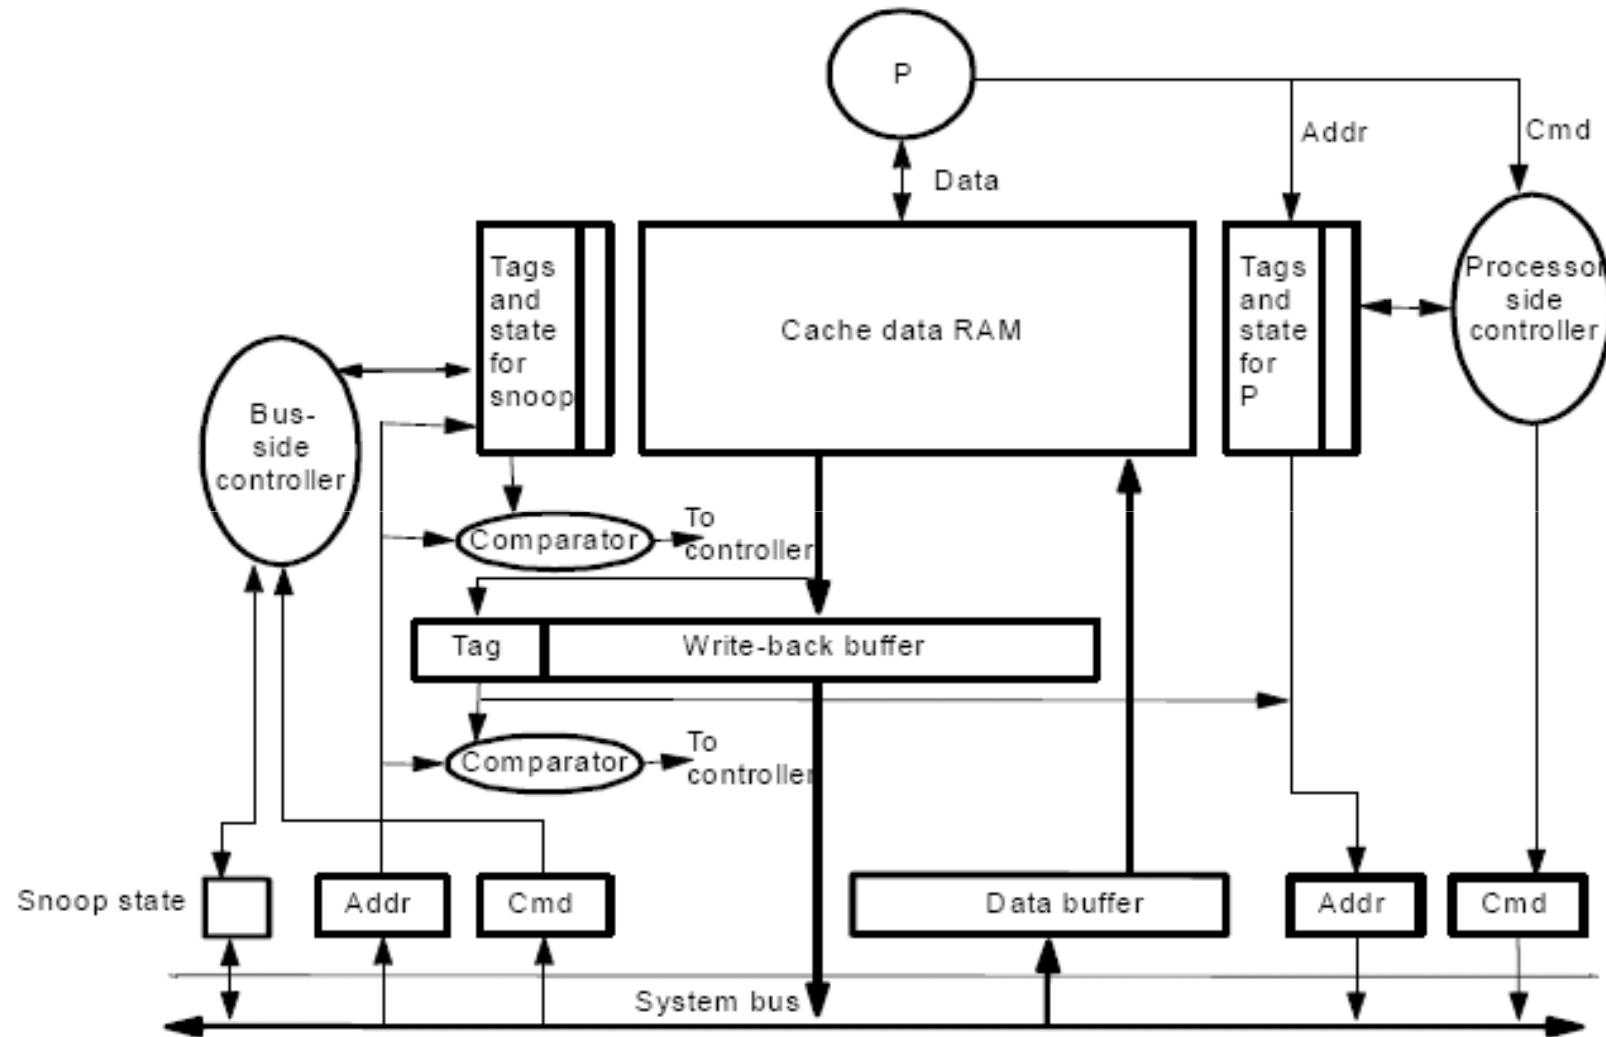 P
Addr
Cmd
Data
Tags
and
state
for
snoop
Cache data RAM
Tags
and
state
for
P
Processor
side
controller
Bus-
side
controller
Comparator
To
controller
Tag
Write-back buffer
Comparator
To
controller
Snoop state
Addr
Cmd
Data buffer
Addr
Cmd
System bus